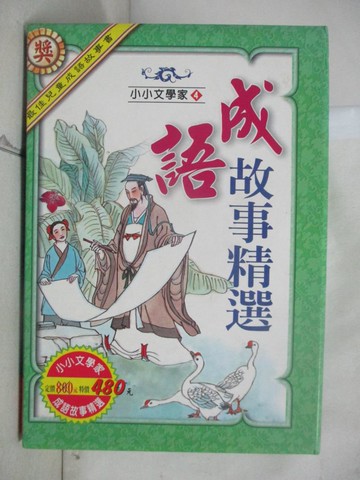 獎
最佳兒童成語故事書
小小文學家4
成語
故事精選
小小文學家
定價800元 特價480元
成語故事精選